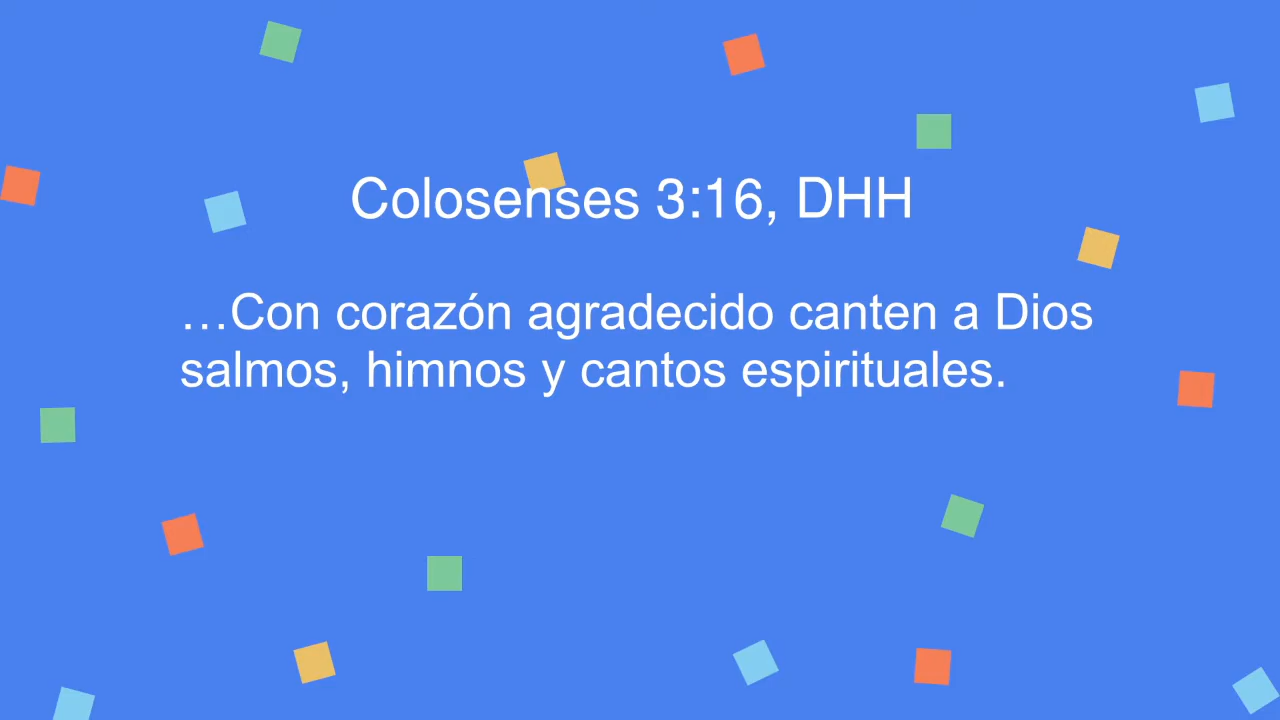 Colosenses 3:16, DHH
…Con corazón agradecido canten a Dios
salmos, himnos y cantos espirituales.